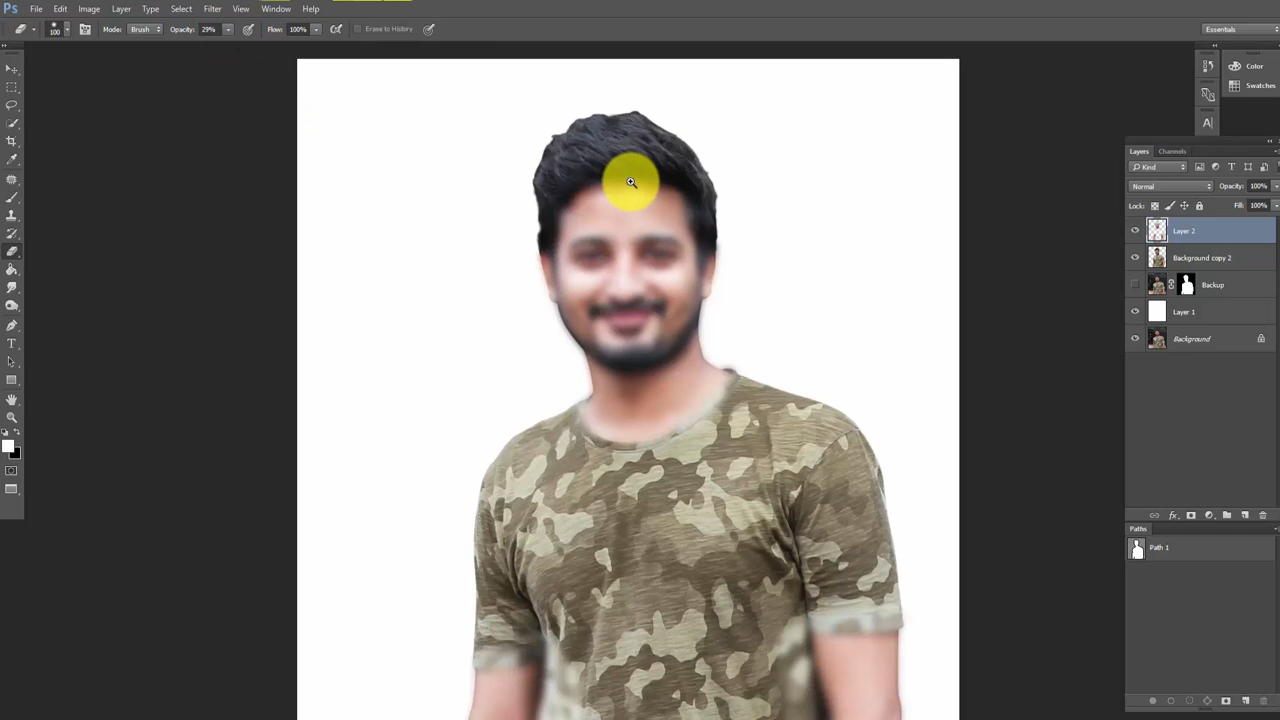 Ps File Edit Image Layer Type Select Filter View Window Help
100 Mode: Brush Opacity: 29% Flow: 100% Erase to History Essentials
Color
Swatches
A|
Layers Channels
Kind T
Normal Opacity: 100%
Lock: Fill: 100%
Layer 2
Background copy 2
Backup
Layer 1
Background
fx
Paths
Path 1
T